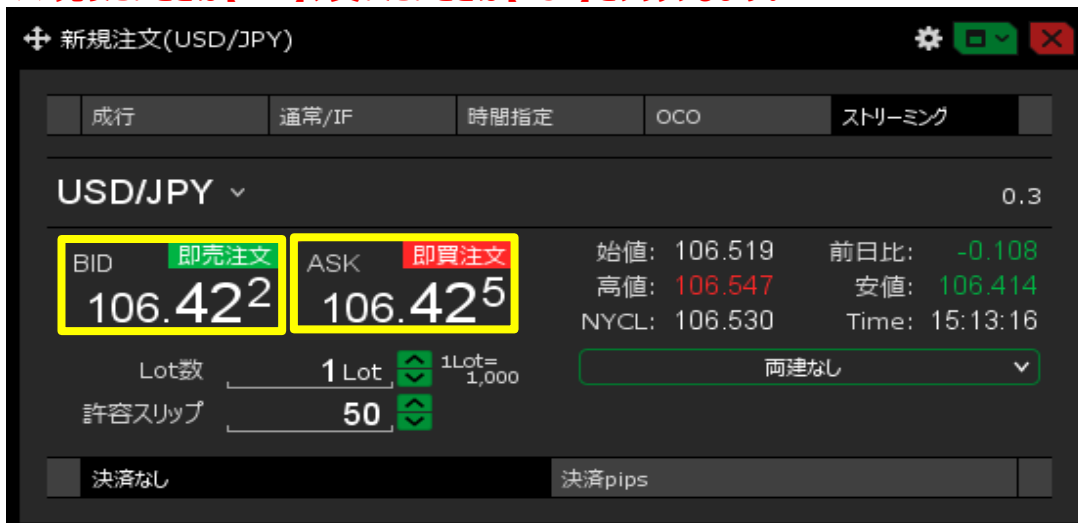 新規注文(USD/JPY)
成行 通常/IF 時間指定 OCO ストリーミング
USD/JPY 0.3
BID 即売注文 ASK 即買注文 始値: 106.519 前日比: -0.108
106.422 106.425 高値: 106.547 安値: 106.414
NYCL: 106.530 Time: 15:13:16
Lot数 1 Lot 1Lot= 1,000 両建なし
許容スリップ 50
決済なし 決済pips